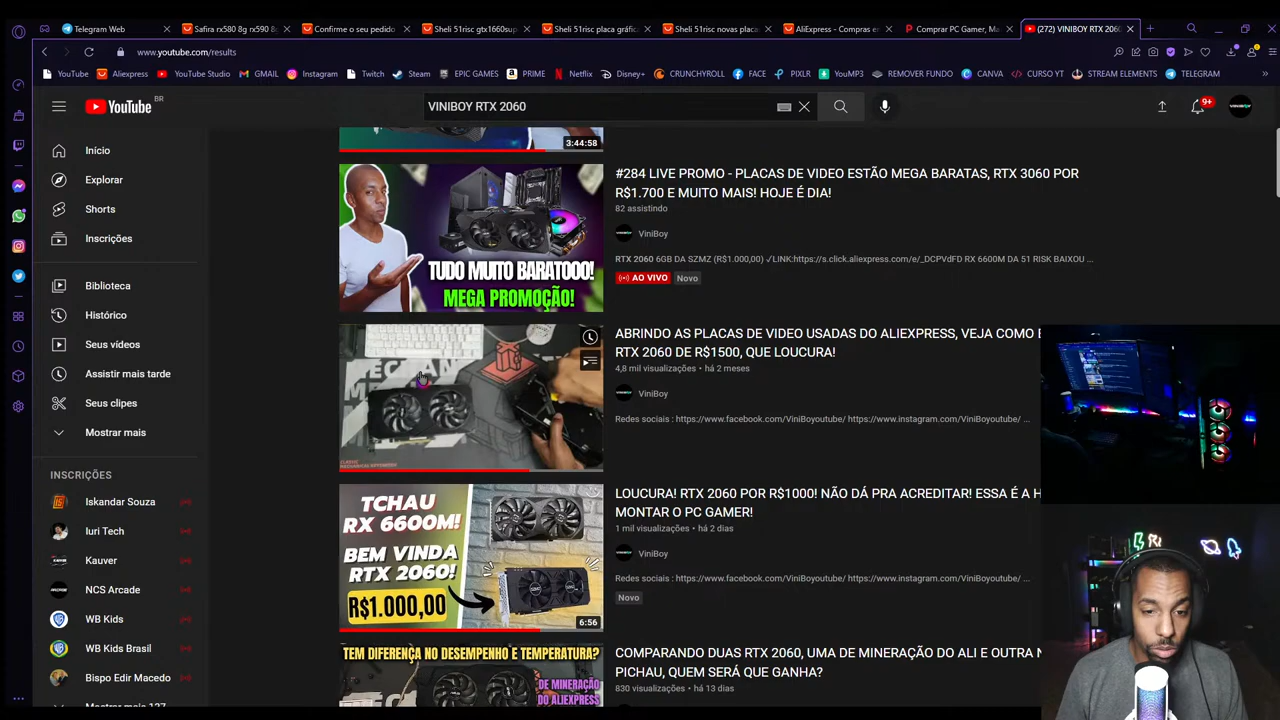 Telegram Web
Safira rx580 8g rx590 8g
Confirme o seu pedido
Sheli 51risc gtx1660sup
Sheli 51risc placa gráfic
Sheli 51risc novas placa
AliExpress - Compras e
Comprar PC Gamer, Ma
(272) VINIBOY RTX 2060
www.youtube.com/results
YouTube
Aliexpress
YouTube Studio
GMAIL
Instagram
Twitch
Steam
EPIC GAMES
PRIME
Netflix
Disney+
CRUNCHYROLL
FACE
PIXLR
YouMP3
REMOVER FUNDO
CANVA
CURSO YT
STREAM ELEMENTS
TELEGRAM
YouTube BR
VINIBOY RTX 2060
9+
Início
Explorar
Shorts
Inscrições
Biblioteca
Histórico
Seus vídeos
Assistir mais tarde
Seus clipes
Mostrar mais
INSCRIÇÕES
Iskandar Souza
Iuri Tech
Kauver
NCS Arcade
WB Kids
WB Kids Brasil
Bispo Edir Macedo
3:44:58
TUDO MUITO BARATOOO!
MEGA PROMOÇÃO!
#284 LIVE PROMO - PLACAS DE VIDEO ESTÃO MEGA BARATAS, RTX 3060 POR
R$1.700 E MUITO MAIS! HOJE É DIA!
82 assistindo
ViniBoy
RTX 2060 6GB DA SZMZ (R$1.000,00) ✓LINK:https://s.click.aliexpress.com/e/_DCPVdFD RX 6600M DA 51 RISK BAIXOU ...
AO VIVO
Novo
ABRINDO AS PLACAS DE VIDEO USADAS DO ALIEXPRESS, VEJA COMO E
RTX 2060 DE R$1500, QUE LOUCURA!
4,8 mil visualizações • há 2 meses
ViniBoy
Redes sociais : https://www.facebook.com/ViniBoyoutube/ https://www.instagram.com/ViniBoyoutube/ ...
TCHAU
RX 6600M!
BEM VINDA
RTX 2060!
R$1.000,00
6:56
LOUCURA! RTX 2060 POR R$1000! NÃO DÁ PRA ACREDITAR! ESSA É A H
MONTAR O PC GAMER!
1 mil visualizações • há 2 dias
ViniBoy
Redes sociais : https://www.facebook.com/ViniBoyoutube/ https://www.instagram.com/ViniBoyoutube/ ...
Novo
TEM DIFERENÇA NO DESEMPENHO E TEMPERATURA?
DE MINERAÇÃO
DO ALIEXPRESS
COMPARANDO DUAS RTX 2060, UMA DE MINERAÇÃO DO ALI E OUTRA N
PICHAU, QUEM SERÁ QUE GANHA?
830 visualizações • há 13 dias